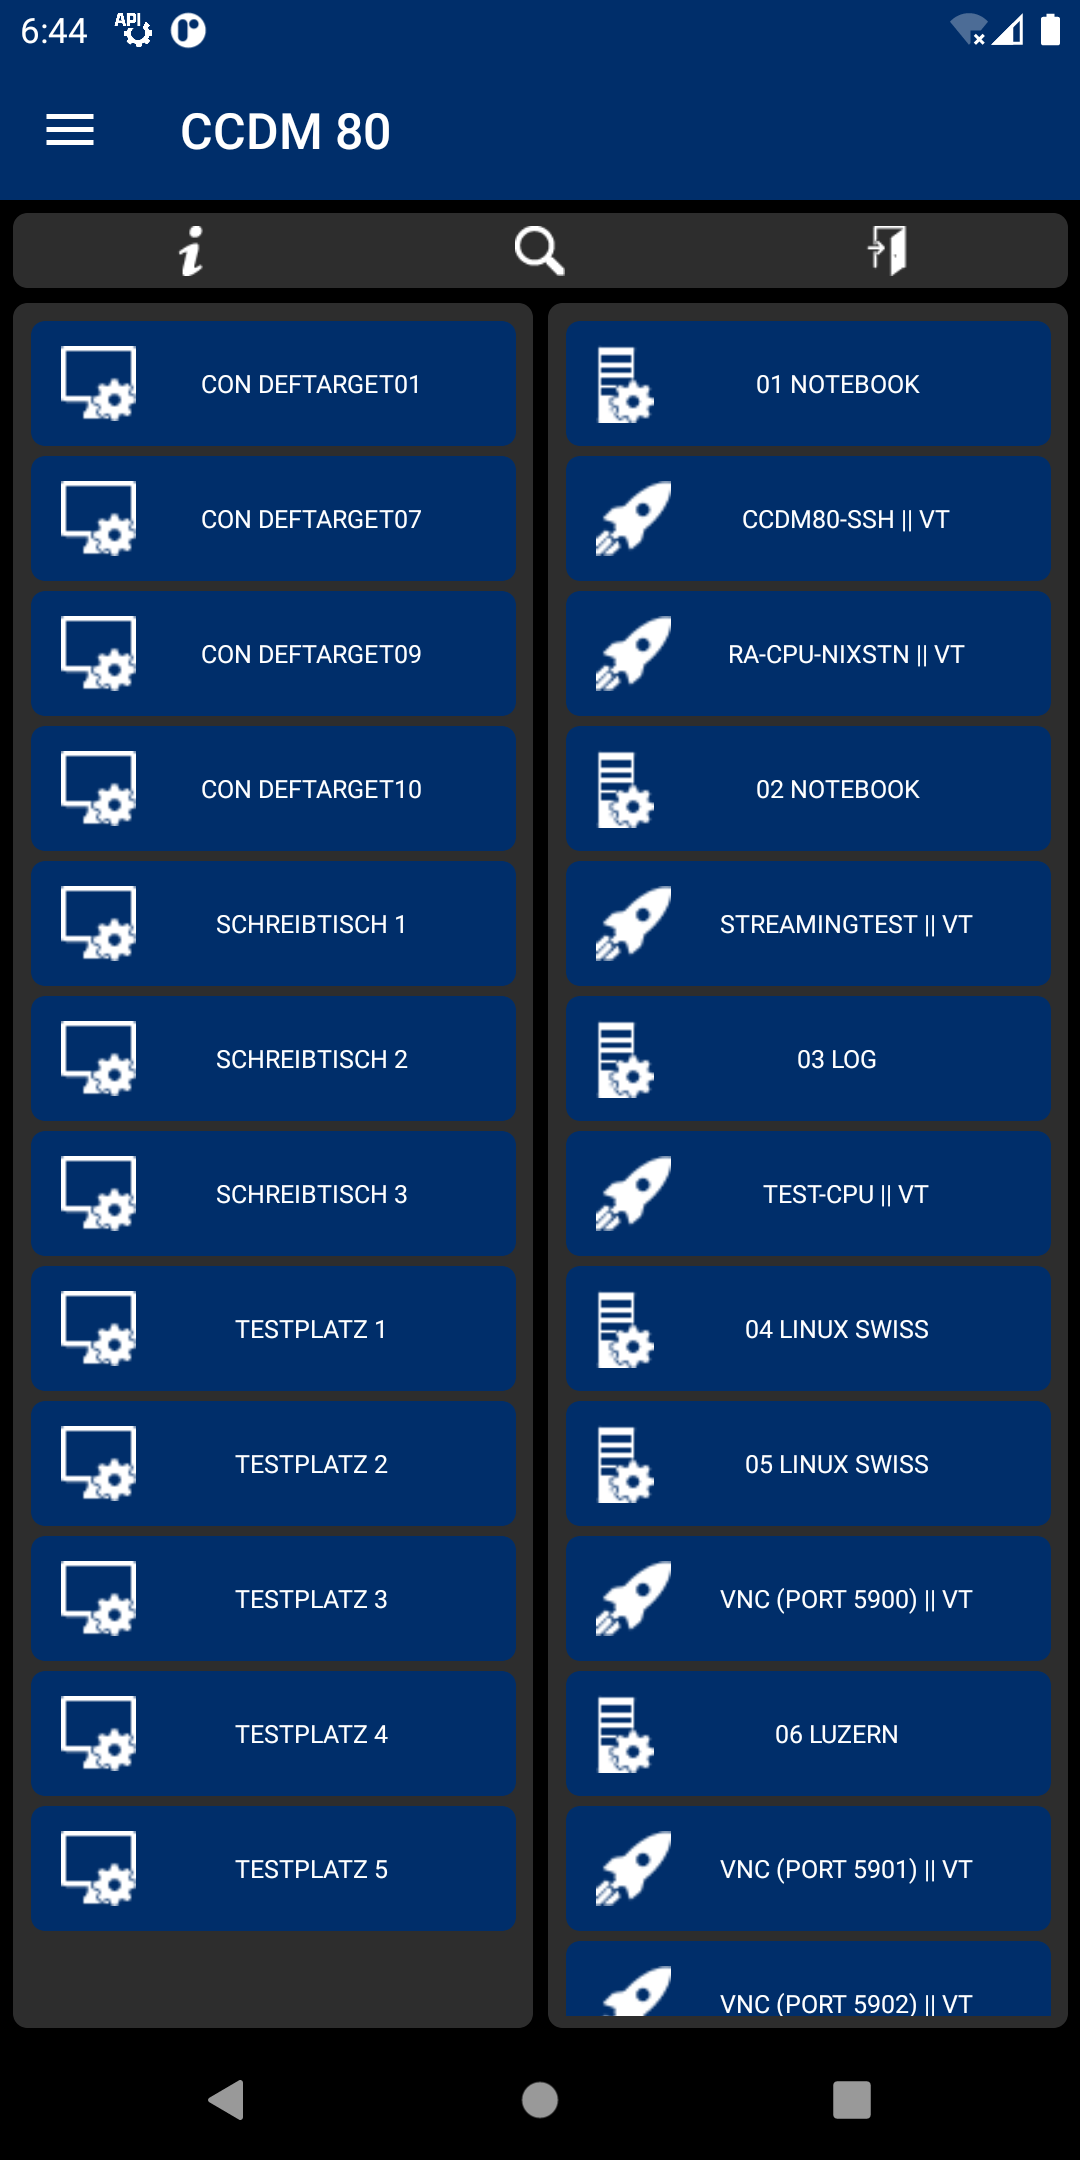 6:44 API
CCDM 80
CON DEFTARGET01
CON DEFTARGET07
CON DEFTARGET09
CON DEFTARGET10
SCHREIBTISCH 1
SCHREIBTISCH 2
SCHREIBTISCH 3
TESTPLATZ 1
TESTPLATZ 2
TESTPLATZ 3
TESTPLATZ 4
TESTPLATZ 5
01 NOTEBOOK
CCDM80-SSH || VT
RA-CPU-NIXSTN || VT
02 NOTEBOOK
STREAMINGTEST || VT
03 LOG
TEST-CPU || VT
04 LINUX SWISS
05 LINUX SWISS
VNC (PORT 5900) || VT
06 LUZERN
VNC (PORT 5901) || VT
VNC (PORT 5902) || VT